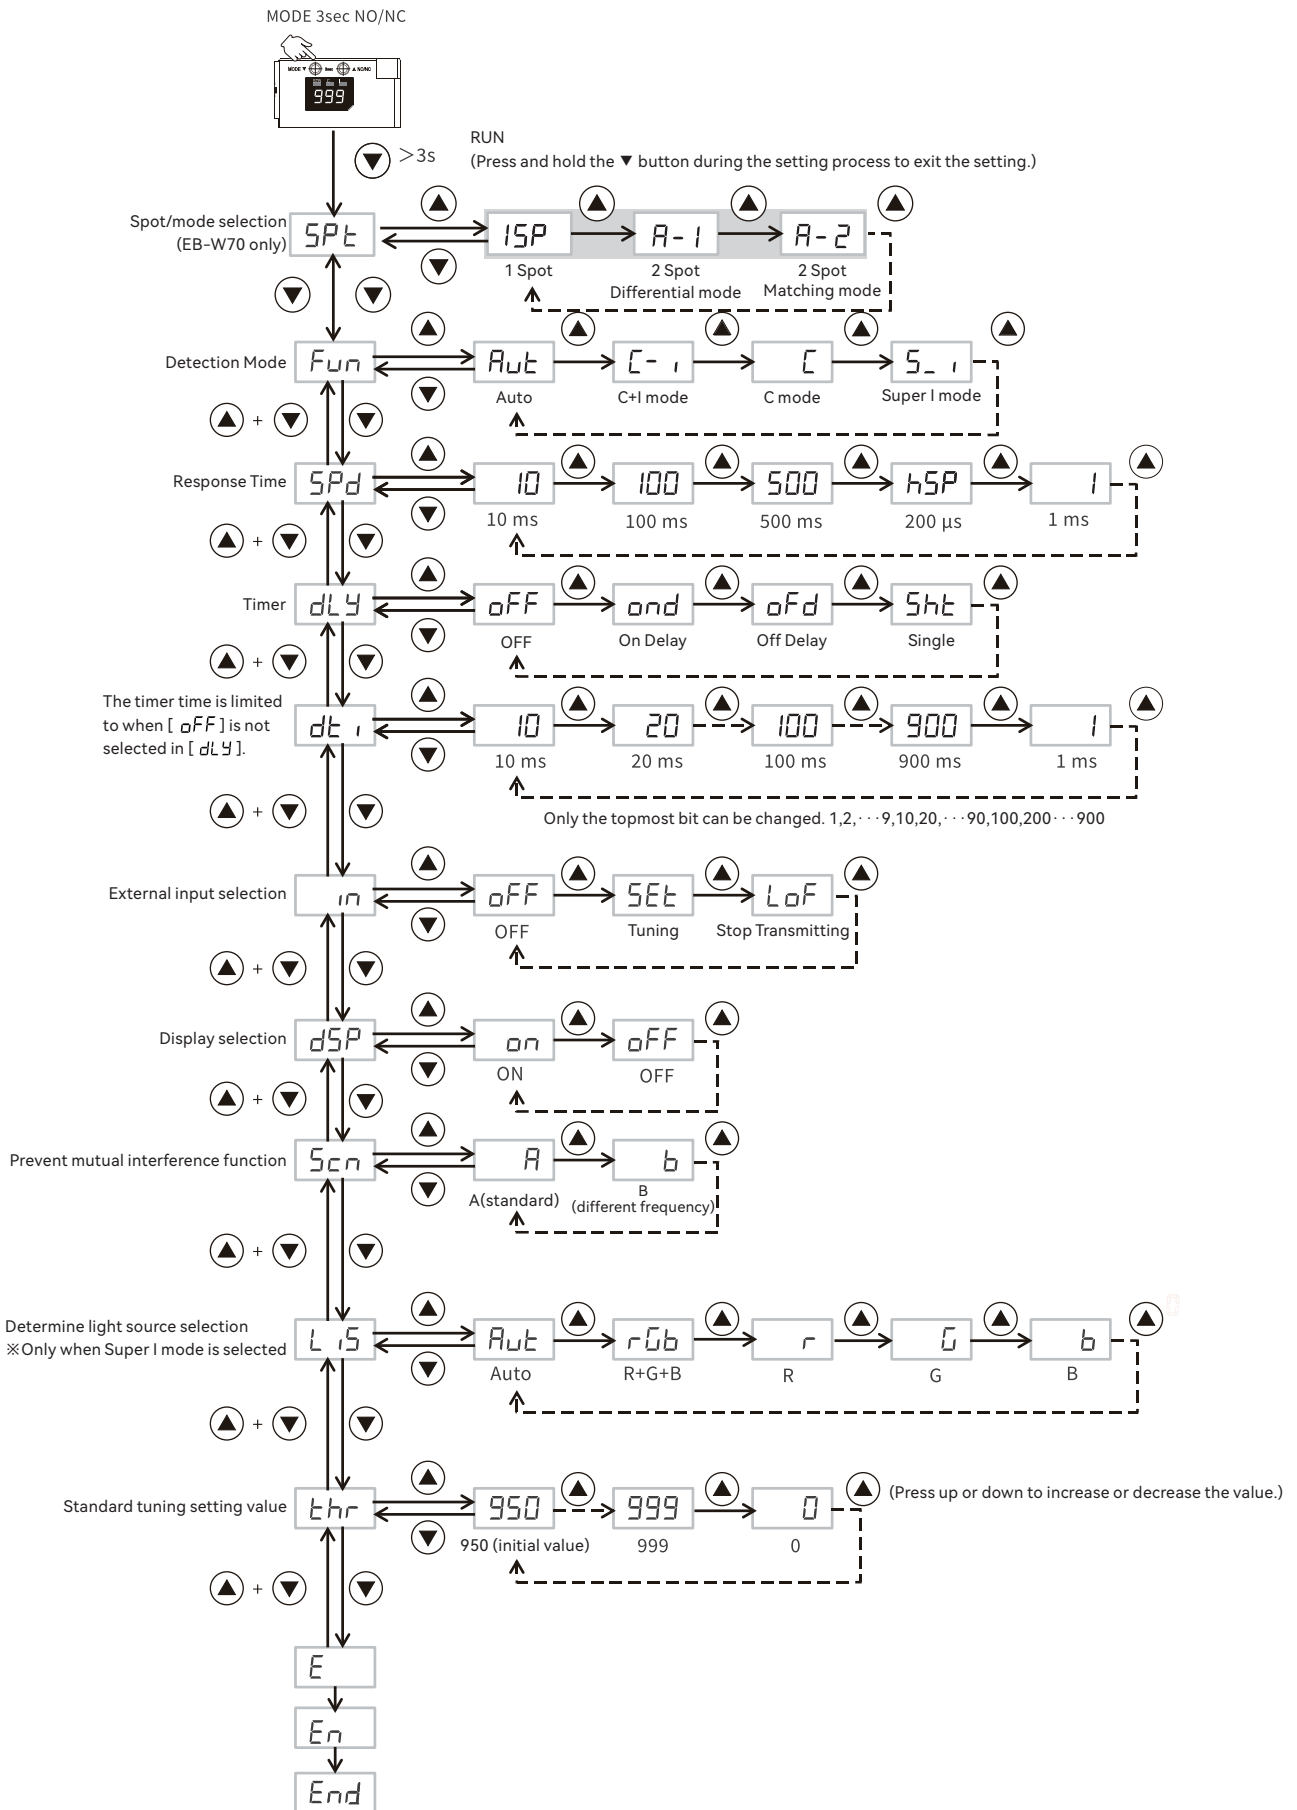 MODE 3sec NO/NC
MODE ▼ 3sec ▲ NO/NC
999
▼ ＞3s
RUN
(Press and hold the ▼ button during the setting process to exit the setting.)
Spot/mode selection
(EB-W70 only)
SPt
1SP
A-1
A-2
1 Spot
2 Spot
Differential mode
2 Spot
Matching mode
Detection Mode
Fun
Aut
C-i
C
S_i
Auto
C+I mode
C mode
Super I mode
▲ + ▼ ▼
Response Time
SPd
10
100
500
hSP
1
10 ms
100 ms
500 ms
200 µs
1 ms
▲ + ▼ ▼
Timer
dLY
oFF
ond
oFd
Sht
OFF
On Delay
Off Delay
Single
▲ + ▼ ▼
The timer time is limited
to when [ oFF ] is not
selected in [ dLY ].
dti
10
20
100
900
1
10 ms
20 ms
100 ms
900 ms
1 ms
Only the topmost bit can be changed. 1,2,···9,10,20,···90,100,200···900
▲ + ▼ ▼
External input selection
in
oFF
SEt
LoF
OFF
Tuning
Stop Transmitting
▲ + ▼ ▼
Display selection
dSP
on
oFF
ON
OFF
▲ + ▼ ▼
Prevent mutual interference function
Scn
A
b
A(standard)
B
(different frequency)
▲ + ▼ ▼
Determine light source selection
※Only when Super I mode is selected
LiS
Aut
rGb
r
G
b
Auto
R+G+B
R
G
B
▲ + ▼ ▼
Standard tuning setting value
thr
950
999
0
(Press up or down to increase or decrease the value.)
950 (initial value)
999
0
▲ + ▼ ▼
E
En
End